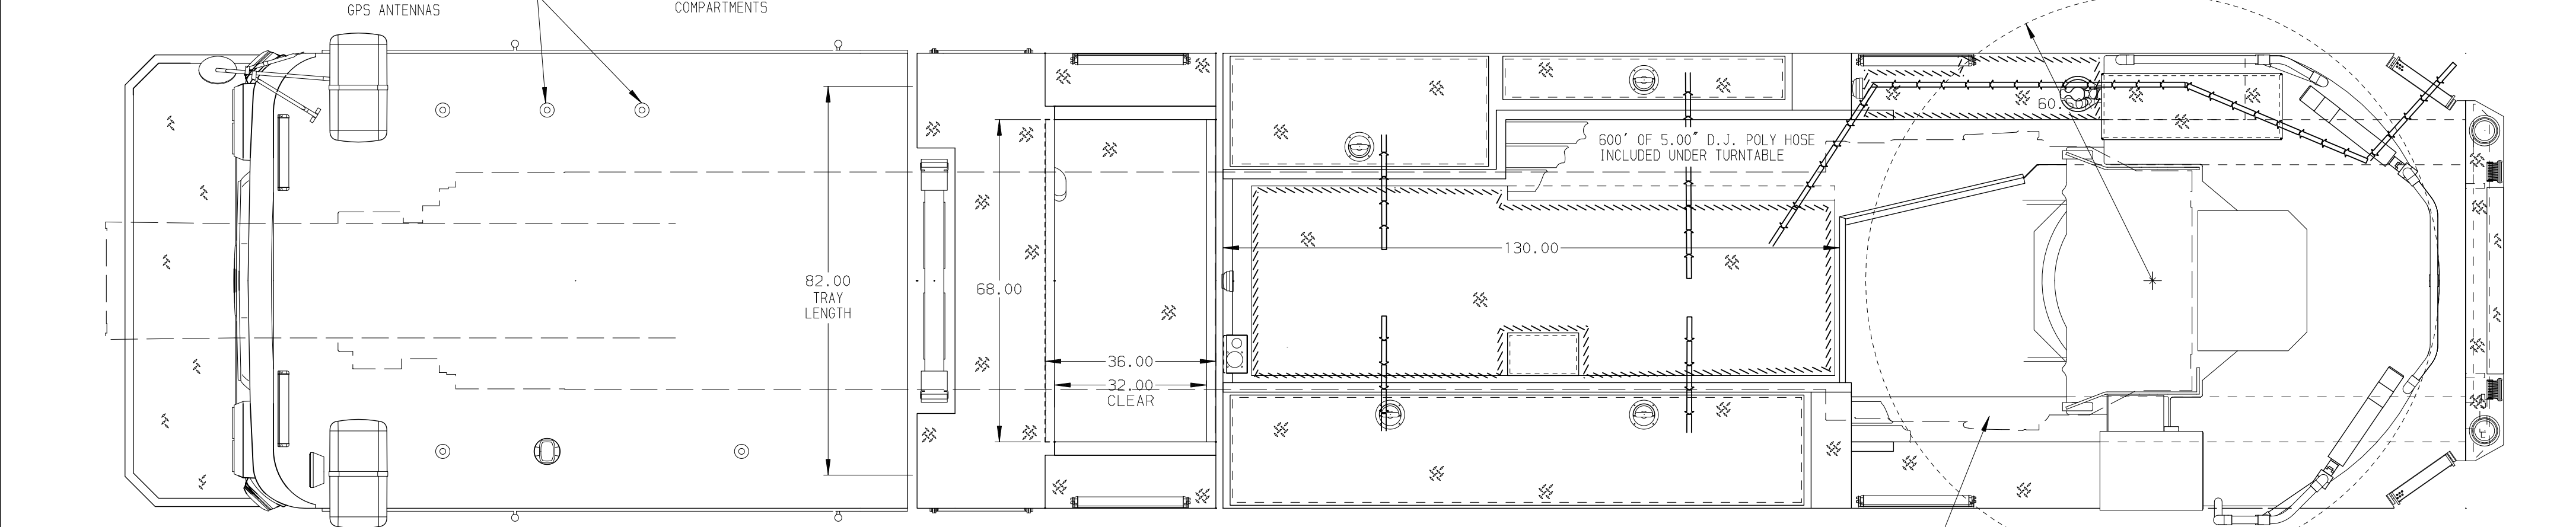 GPS ANTENNAS
COMPARTMENTS
600' OF 5.00" D.J. POLY HOSE
INCLUDED UNDER TURNTABLE
130.00
82.00
TRAY
LENGTH
68.00
36.00
32.00
CLEAR